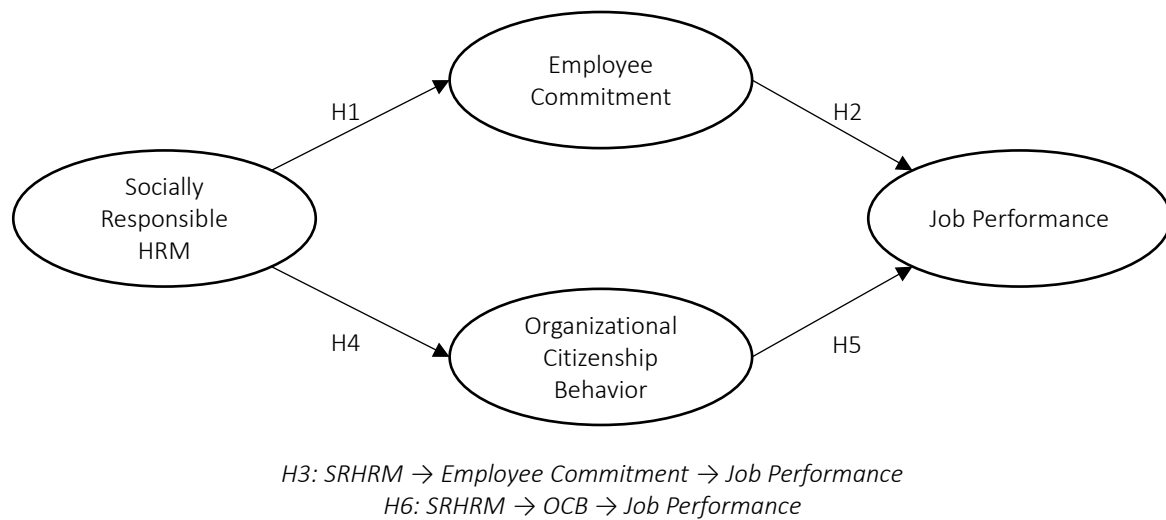 Employee
Commitment
H1
H2
Socially
Responsible
HRM
Job Performance
H4
H5
Organizational
Citizenship
Behavior
H3: SRHRM → Employee Commitment → Job Performance
H6: SRHRM → OCB → Job Performance